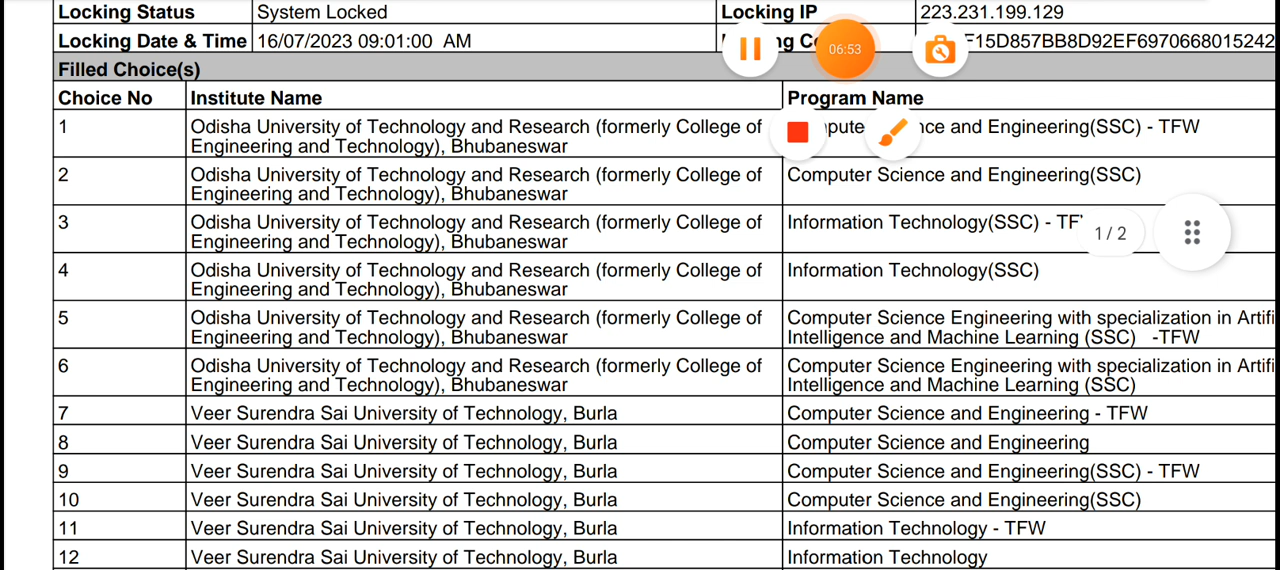 Locking Status System Locked Locking IP 223.231.199.129
Locking Date & Time 16/07/2023 09:01:00 AM F15D857BB8D92EF6970668015242
06:53
Filled Choice(s)
Choice No Institute Name Program Name
1 Odisha University of Technology and Research (formerly College of Engineering(SSC) - TFW
Engineering and Technology), Bhubaneswar
2 Odisha University of Technology and Research (formerly College of Computer Science and Engineering(SSC)
Engineering and Technology), Bhubaneswar
3 Odisha University of Technology and Research (formerly College of Information Technology(SSC) -
Engineering and Technology), Bhubaneswar
1 / 2
4 Odisha University of Technology and Research (formerly College of Information Technology(SSC)
Engineering and Technology), Bhubaneswar
5 Odisha University of Technology and Research (formerly College of Computer Science Engineering with specialization in Artifi
Engineering and Technology), Bhubaneswar Intelligence and Machine Learning (SSC) -TFW
6 Odisha University of Technology and Research (formerly College of Computer Science Engineering with specialization in Artifi
Engineering and Technology), Bhubaneswar Intelligence and Machine Learning (SSC)
7 Veer Surendra Sai University of Technology, Burla Computer Science and Engineering - TFW
8 Veer Surendra Sai University of Technology, Burla Computer Science and Engineering
9 Veer Surendra Sai University of Technology, Burla Computer Science and Engineering(SSC) - TFW
10 Veer Surendra Sai University of Technology, Burla Computer Science and Engineering(SSC)
11 Veer Surendra Sai University of Technology, Burla Information Technology - TFW
12 Veer Surendra Sai University of Technology, Burla Information Technology